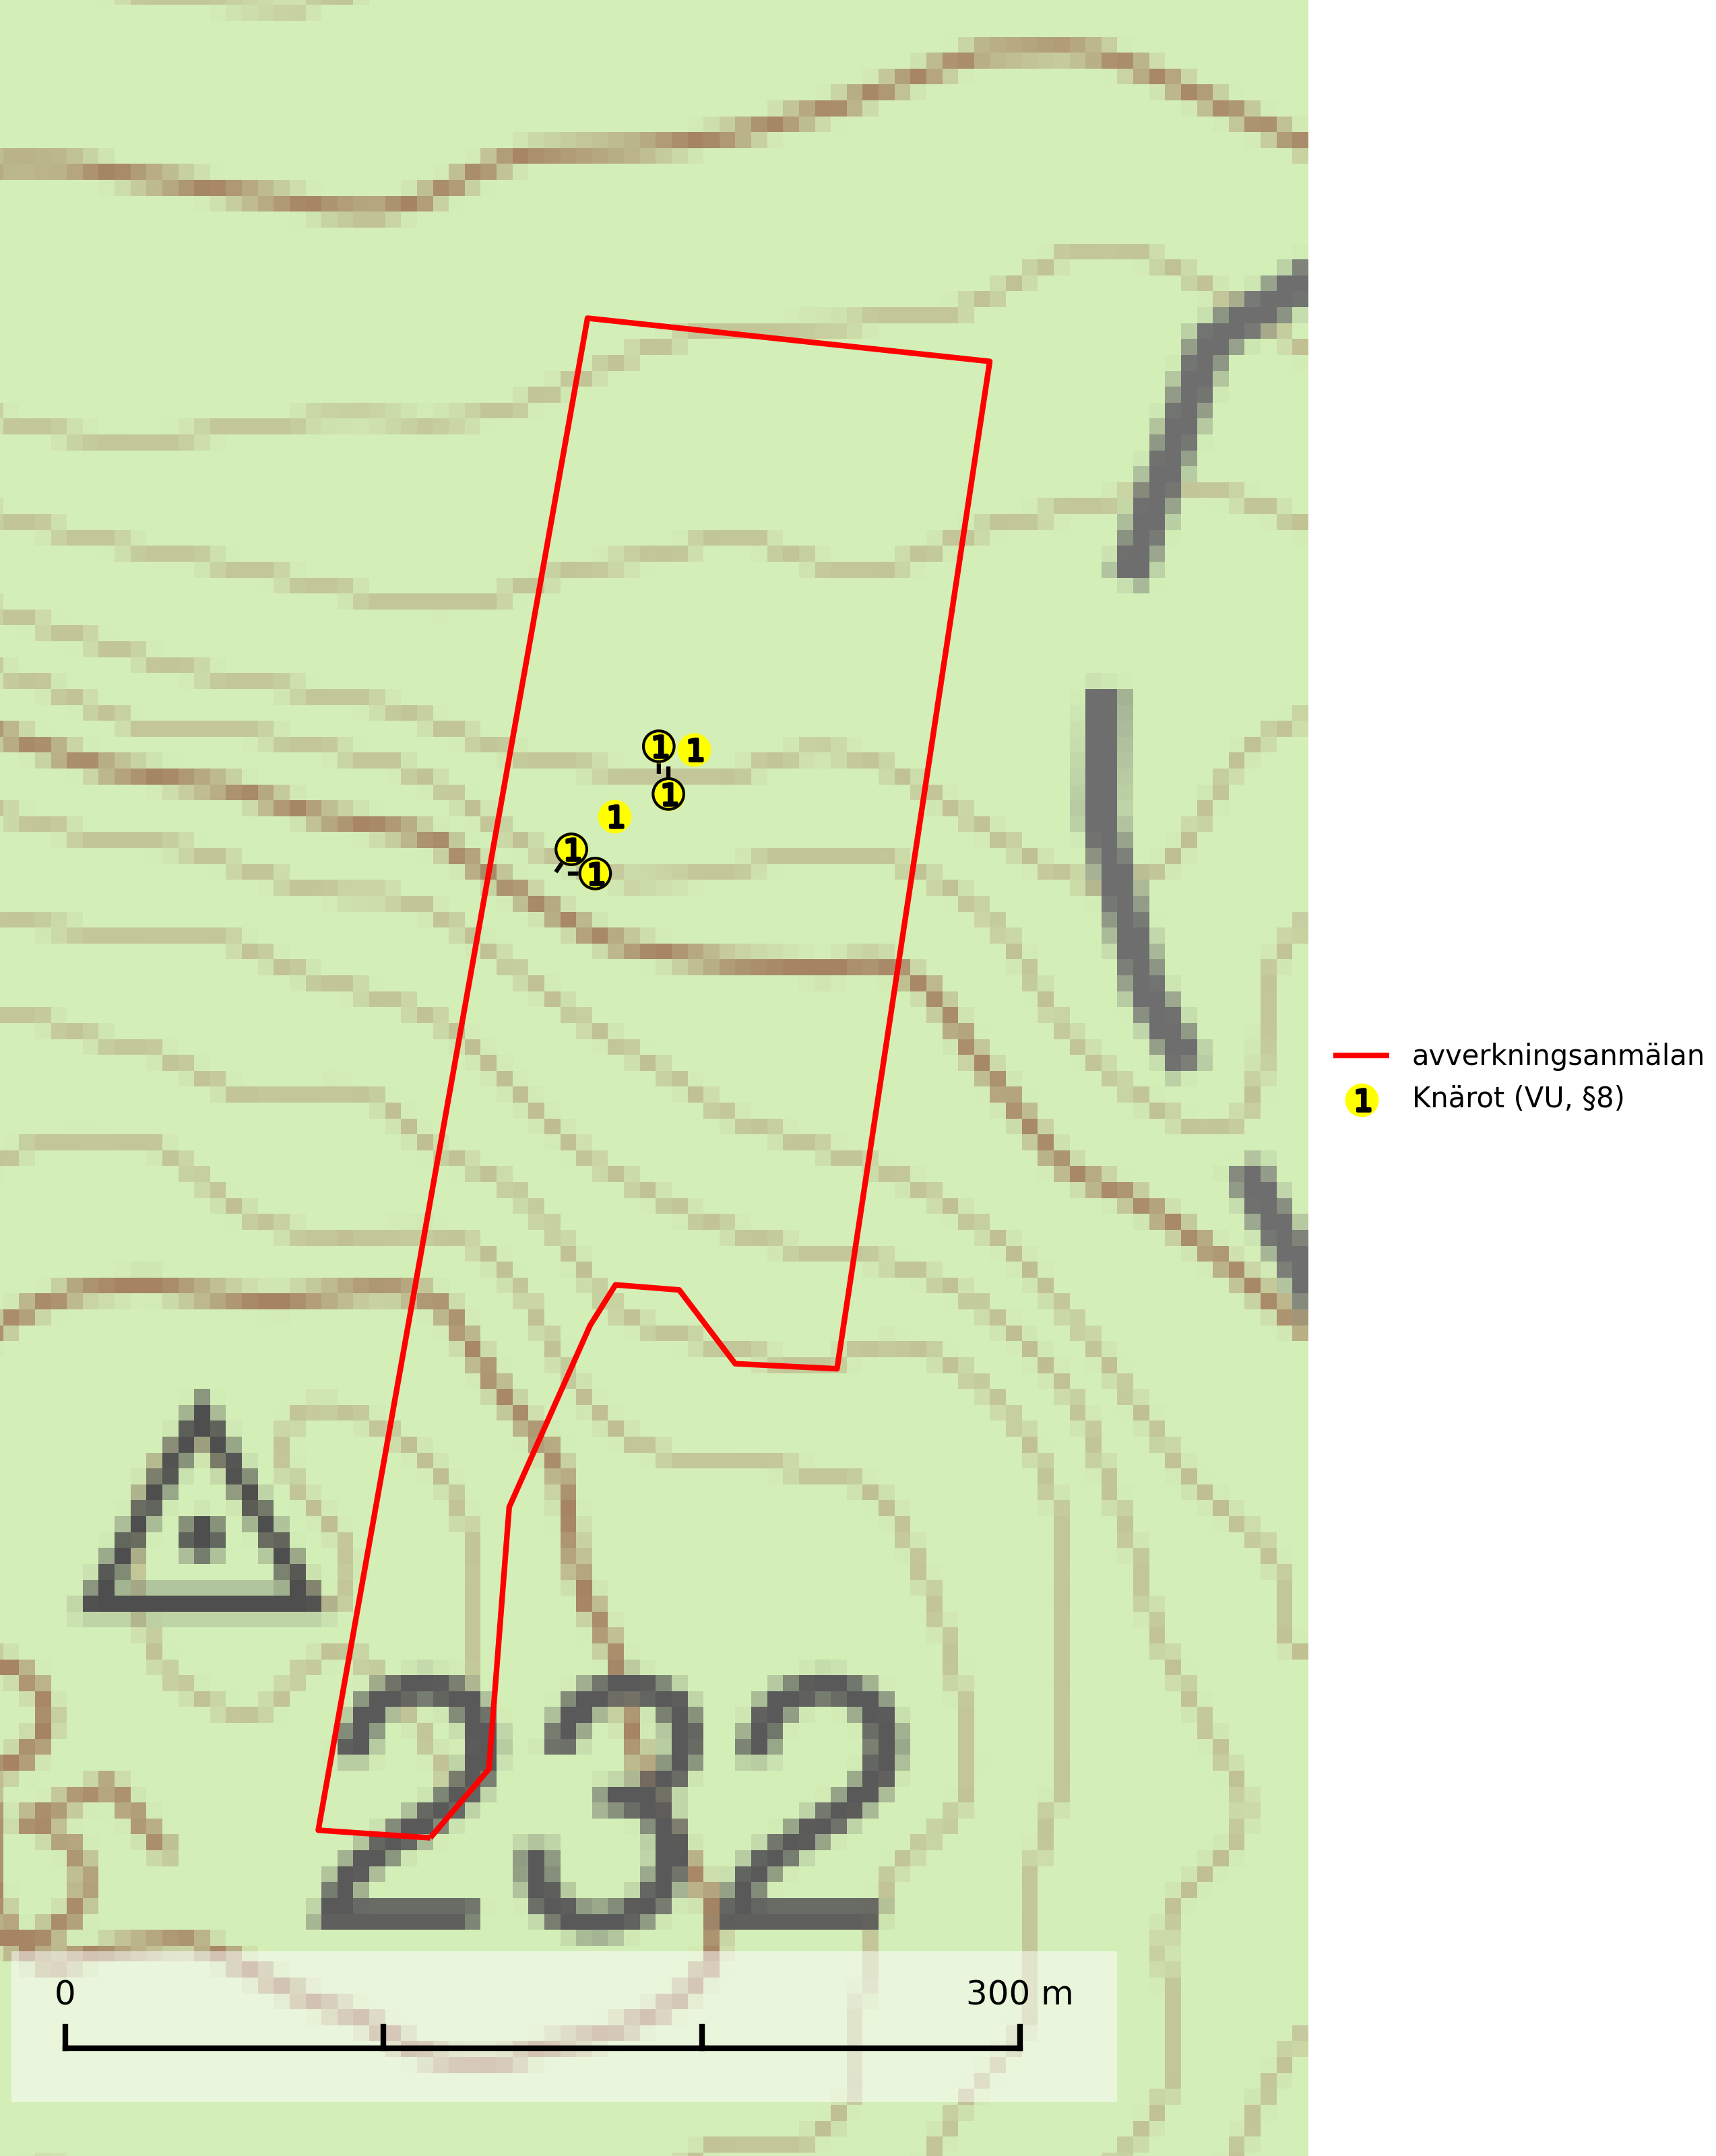 1 1
1
1
1
1
avverkningsanmälan
1 Knärot (VU, §8)
232
0 300 m